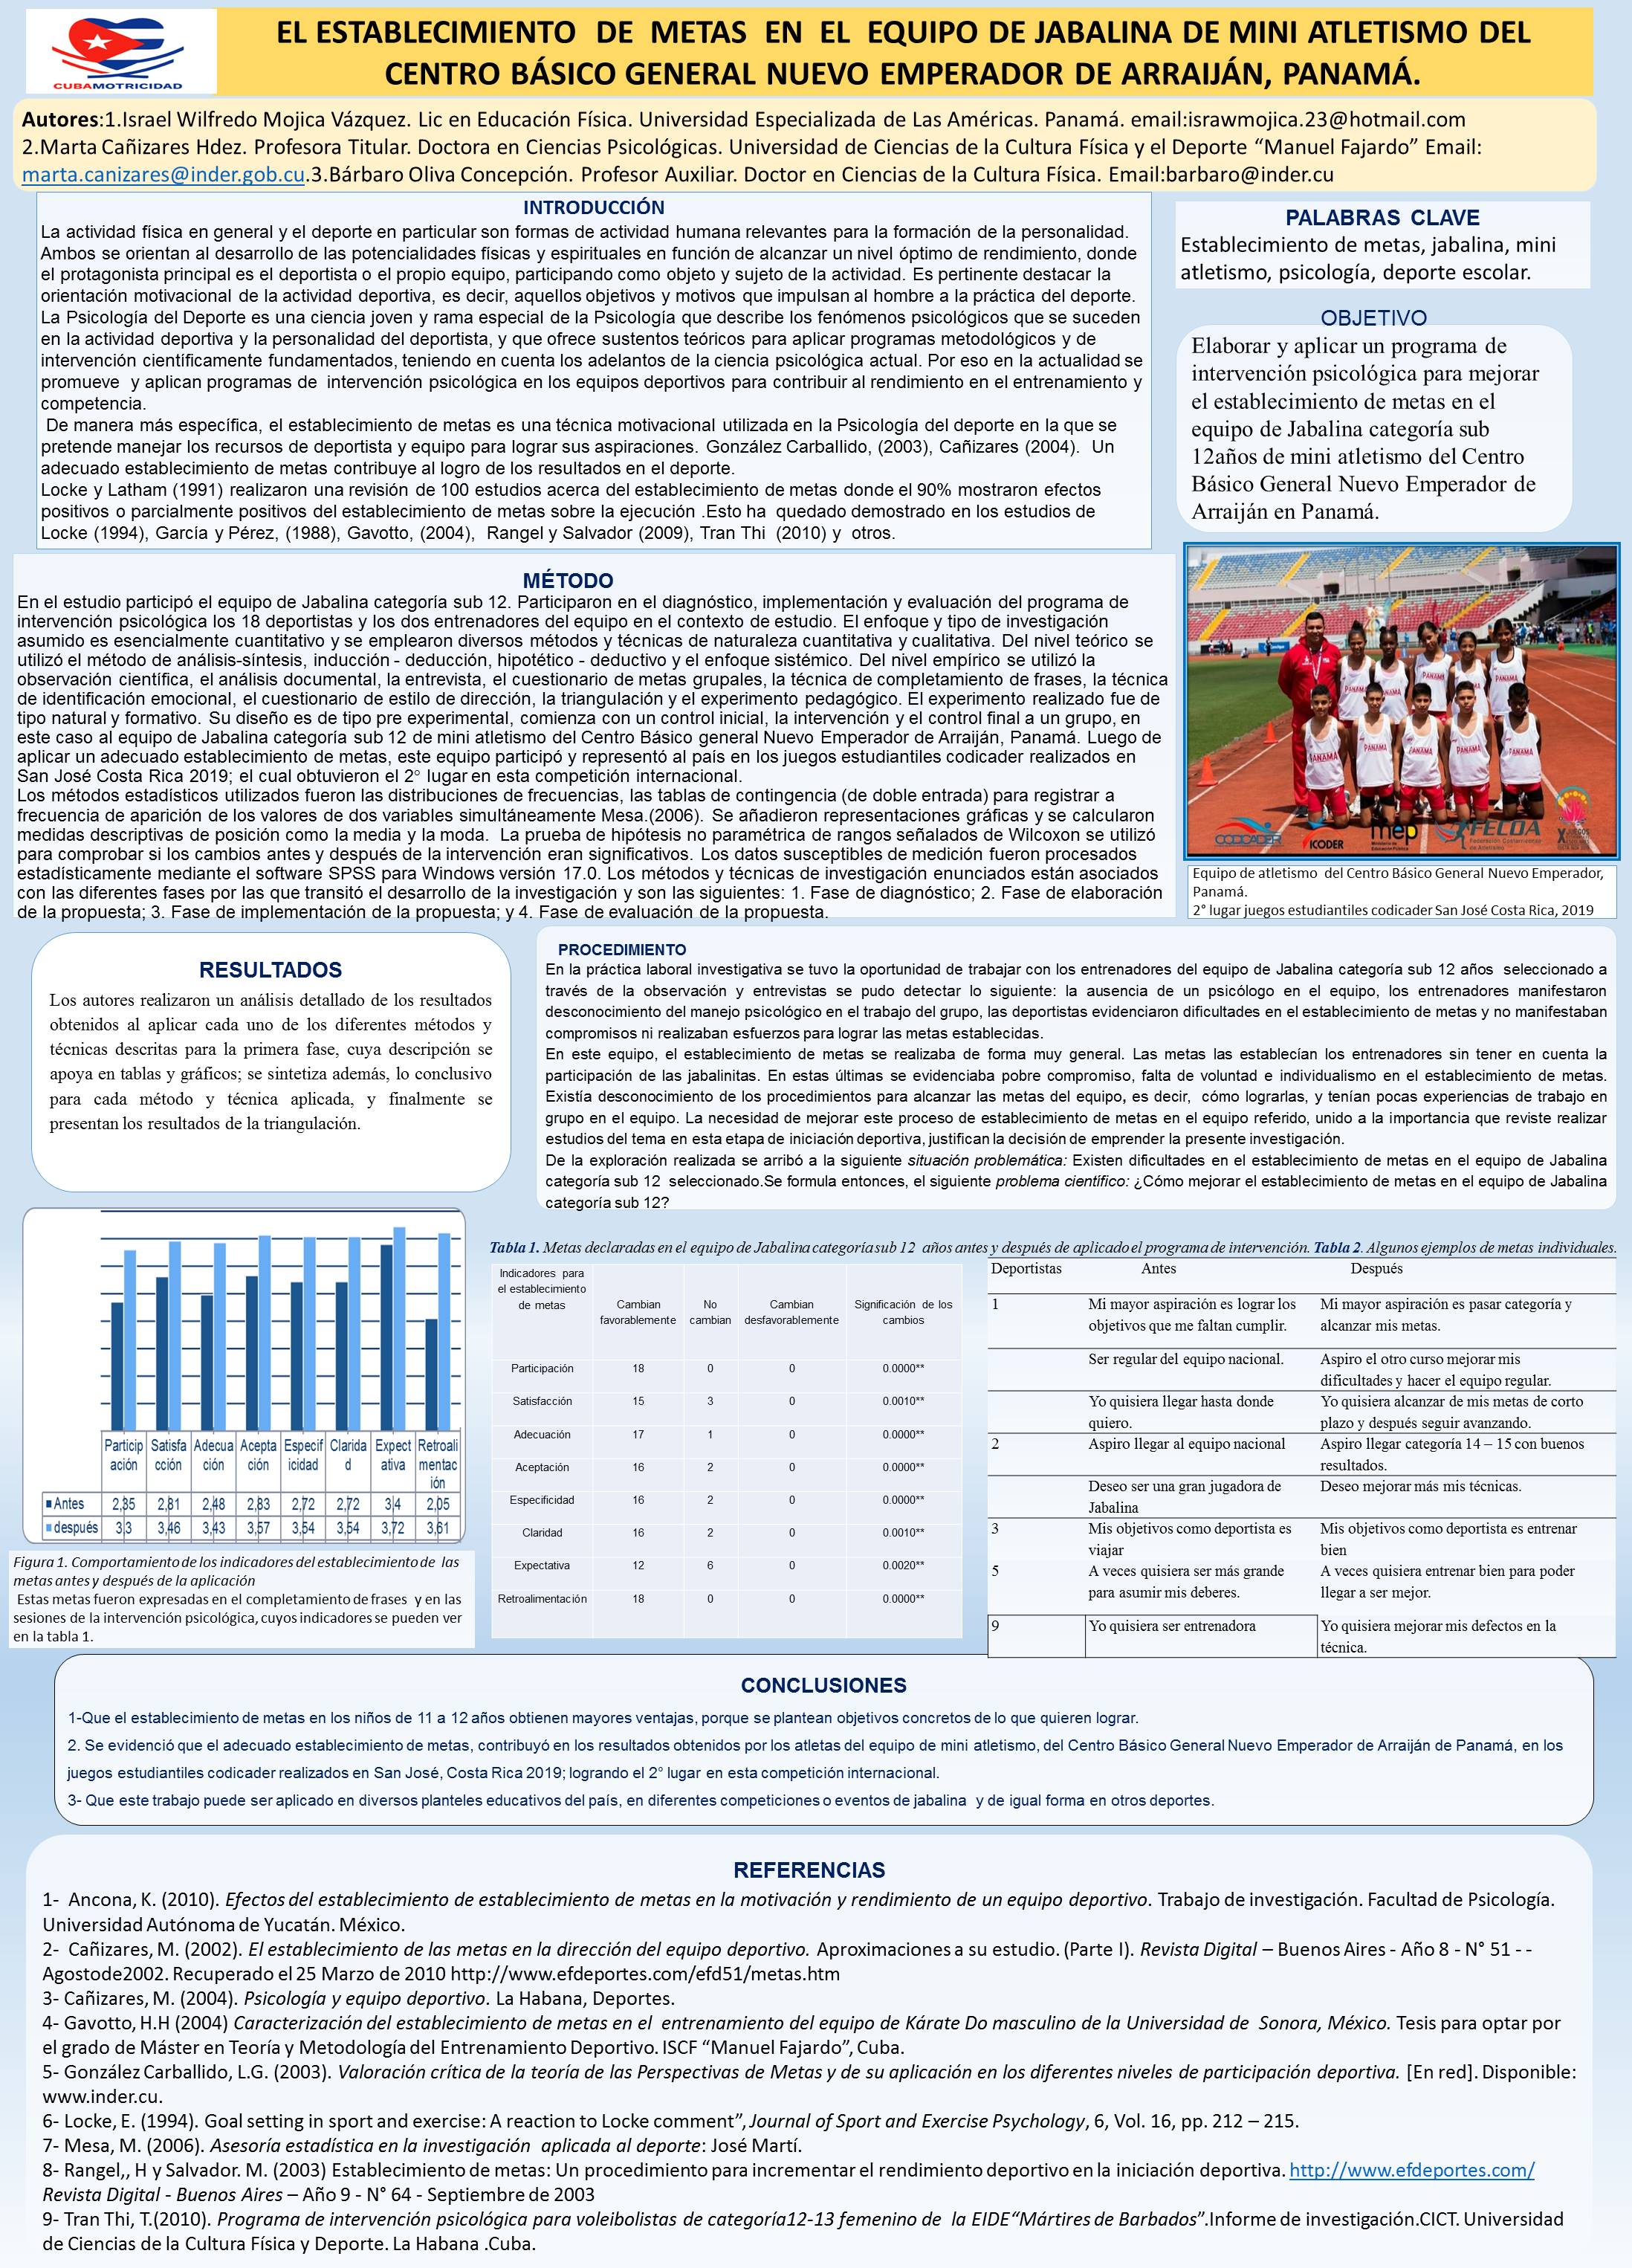 CUBAMOTRICIDAD
EL ESTABLECIMIENTO DE METAS EN EL EQUIPO DE JABALINA DE MINI ATLETISMO DEL
CENTRO BÁSICO GENERAL NUEVO EMPERADOR DE ARRAIJÁN, PANAMÁ.
Autores:1.Israel Wilfredo Mojica Vázquez. Lic en Educación Física. Universidad Especializada de Las Américas. Panamá. email:israwmojica.23@hotmail.com
2.Marta Cañizares Hdez. Profesora Titular. Doctora en Ciencias Psicológicas. Universidad de Ciencias de la Cultura Física y el Deporte “Manuel Fajardo” Email:
marta.canizares@inder.gob.cu.3.Bárbaro Oliva Concepción. Profesor Auxiliar. Doctor en Ciencias de la Cultura Física. Email:barbaro@inder.cu
INTRODUCCIÓN
La actividad física en general y el deporte en particular son formas de actividad humana relevantes para la formación de la personalidad.
Ambos se orientan al desarrollo de las potencialidades físicas y espirituales en función de alcanzar un nivel óptimo de rendimiento, donde
el protagonista principal es el deportista o el propio equipo, participando como objeto y sujeto de la actividad. Es pertinente destacar la
orientación motivacional de la actividad deportiva, es decir, aquellos objetivos y motivos que impulsan al hombre a la práctica del deporte.
La Psicología del Deporte es una ciencia joven y rama especial de la Psicología que describe los fenómenos psicológicos que se suceden
en la actividad deportiva y la personalidad del deportista, y que ofrece sustentos teóricos para aplicar programas metodológicos y de
intervención científicamente fundamentados, teniendo en cuenta los adelantos de la ciencia psicológica actual. Por eso en la actualidad se
promueve y aplican programas de intervención psicológica en los equipos deportivos para contribuir al rendimiento en el entrenamiento y
competencia.
De manera más específica, el establecimiento de metas es una técnica motivacional utilizada en la Psicología del deporte en la que se
pretende manejar los recursos de deportista y equipo para lograr sus aspiraciones. González Carballido, (2003), Cañizares (2004). Un
adecuado establecimiento de metas contribuye al logro de los resultados en el deporte.
Locke y Latham (1991) realizaron una revisión de 100 estudios acerca del establecimiento de metas donde el 90% mostraron efectos
positivos o parcialmente positivos del establecimiento de metas sobre la ejecución .Esto ha quedado demostrado en los estudios de
Locke (1994), García y Pérez, (1988), Gavotto, (2004), Rangel y Salvador (2009), Tran Thi (2010) y otros.
PALABRAS CLAVE
Establecimiento de metas, jabalina, mini
atletismo, psicología, deporte escolar.
OBJETIVO
Elaborar y aplicar un programa de
intervención psicológica para mejorar
el establecimiento de metas en el
equipo de Jabalina categoría sub
12años de mini atletismo del Centro
Básico General Nuevo Emperador de
Arraiján en Panamá.
MÉTODO
En el estudio participó el equipo de Jabalina categoría sub 12. Participaron en el diagnóstico, implementación y evaluación del programa de
intervención psicológica los 18 deportistas y los dos entrenadores del equipo en el contexto de estudio. El enfoque y tipo de investigación
asumido es esencialmente cuantitativo y se emplearon diversos métodos y técnicas de naturaleza cuantitativa y cualitativa. Del nivel teórico se
utilizó el método de análisis-síntesis, inducción - deducción, hipotético - deductivo y el enfoque sistémico. Del nivel empírico se utilizó la
observación científica, el análisis documental, la entrevista, el cuestionario de metas grupales, la técnica de completamiento de frases, la técnica
de identificación emocional, el cuestionario de estilo de dirección, la triangulación y el experimento pedagógico. El experimento realizado fue de
tipo natural y formativo. Su diseño es de tipo pre experimental, comienza con un control inicial, la intervención y el control final a un grupo, en
este caso al equipo de Jabalina categoría sub 12 de mini atletismo del Centro Básico general Nuevo Emperador de Arraiján, Panamá. Luego de
aplicar un adecuado establecimiento de metas, este equipo participó y representó al país en los juegos estudiantiles codicader realizados en
San José Costa Rica 2019; el cual obtuvieron el 2° lugar en esta competición internacional.
Los métodos estadísticos utilizados fueron las distribuciones de frecuencias, las tablas de contingencia (de doble entrada) para registrar a
frecuencia de aparición de los valores de dos variables simultáneamente Mesa.(2006). Se añadieron representaciones gráficas y se calcularon
medidas descriptivas de posición como la media y la moda. La prueba de hipótesis no paramétrica de rangos señalados de Wilcoxon se utilizó
para comprobar si los cambios antes y después de la intervención eran significativos. Los datos susceptibles de medición fueron procesados
estadísticamente mediante el software SPSS para Windows versión 17.0. Los métodos y técnicas de investigación enunciados están asociados
con las diferentes fases por las que transitó el desarrollo de la investigación y son las siguientes: 1. Fase de diagnóstico; 2. Fase de elaboración
de la propuesta; 3. Fase de implementación de la propuesta; y 4. Fase de evaluación de la propuesta.
PANAMA
PANAMA
PANAMA
PANAMA
PANAMA
CODICADER
ICODER
mep
FECOA
Equipo de atletismo del Centro Básico General Nuevo Emperador,
Panamá.
2° lugar juegos estudiantiles codicader San José Costa Rica, 2019
RESULTADOS
Los autores realizaron un análisis detallado de los resultados
obtenidos al aplicar cada uno de los diferentes métodos y
técnicas descritas para la primera fase, cuya descripción se
apoya en tablas y gráficos; se sintetiza además, lo conclusivo
para cada método y técnica aplicada, y finalmente se
presentan los resultados de la triangulación.
PROCEDIMIENTO
En la práctica laboral investigativa se tuvo la oportunidad de trabajar con los entrenadores del equipo de Jabalina categoría sub 12 años seleccionado a
través de la observación y entrevistas se pudo detectar lo siguiente: la ausencia de un psicólogo en el equipo, los entrenadores manifestaron
desconocimiento del manejo psicológico en el trabajo del grupo, las deportistas evidenciaron dificultades en el establecimiento de metas y no manifestaban
compromisos ni realizaban esfuerzos para lograr las metas establecidas.
En este equipo, el establecimiento de metas se realizaba de forma muy general. Las metas las establecían los entrenadores sin tener en cuenta la
participación de las jabalinitas. En estas últimas se evidenciaba pobre compromiso, falta de voluntad e individualismo en el establecimiento de metas.
Existía desconocimiento de los procedimientos para alcanzar las metas del equipo, es decir, cómo lograrlas, y tenían pocas experiencias de trabajo en
grupo en el equipo. La necesidad de mejorar este proceso de establecimiento de metas en el equipo referido, unido a la importancia que reviste realizar
estudios del tema en esta etapa de iniciación deportiva, justifican la decisión de emprender la presente investigación.
De la exploración realizada se arribó a la siguiente situación problemática: Existen dificultades en el establecimiento de metas en el equipo de Jabalina
categoría sub 12 seleccionado.Se formula entonces, el siguiente problema científico: ¿Cómo mejorar el establecimiento de metas en el equipo de Jabalina
categoría sub 12?
Particip Satisfa Adecua Acepta Especif Clarida Expect Retroali
ación cción ción ción icidad d ativa mentac
ión
Antes 2,85 2,81 2,48 2,83 2,72 2,72 3,4 2,05
después 3,3 3,46 3,43 3,57 3,54 3,54 3,72 3,61
Figura 1. Comportamiento de los indicadores del establecimiento de las
metas antes y después de la aplicación
Estas metas fueron expresadas en el completamiento de frases y en las
sesiones de la intervención psicológica, cuyos indicadores se pueden ver
en la tabla 1.
Tabla 1. Metas declaradas en el equipo de Jabalina categoría sub 12 años antes y después de aplicado el programa de intervención. Tabla 2. Algunos ejemplos de metas individuales.
Indicadores para
el establecimiento
de metas Cambian No Cambian Significación de los
favorablemente cambian desfavorablemente cambios
Participación 18 0 0 0.0000**
Satisfacción 15 3 0 0.0010**
Adecuación 17 1 0 0.0000**
Aceptación 16 2 0 0.0000**
Especificidad 16 2 0 0.0000**
Claridad 16 2 0 0.0010**
Expectativa 12 6 0 0.0020**
Retroalimentación 18 0 0 0.0000**
Deportistas Antes Después
1 Mi mayor aspiración es lograr los Mi mayor aspiración es pasar categoría y
objetivos que me faltan cumplir. alcanzar mis metas.
Ser regular del equipo nacional. Aspiro el otro curso mejorar mis
dificultades y hacer el equipo regular.
Yo quisiera llegar hasta donde Yo quisiera alcanzar de mis metas de corto
quiero. plazo y después seguir avanzando.
2 Aspiro llegar al equipo nacional Aspiro llegar categoría 14 – 15 con buenos
resultados.
Deseo ser una gran jugadora de Deseo mejorar más mis técnicas.
Jabalina
3 Mis objetivos como deportista es Mis objetivos como deportista es entrenar
viajar bien
5 A veces quisiera ser más grande A veces quisiera entrenar bien para poder
para asumir mis deberes. llegar a ser mejor.
9 Yo quisiera ser entrenadora Yo quisiera mejorar mis defectos en la
técnica.
CONCLUSIONES
1-Que el establecimiento de metas en los niños de 11 a 12 años obtienen mayores ventajas, porque se plantean objetivos concretos de lo que quieren lograr.
2. Se evidenció que el adecuado establecimiento de metas, contribuyó en los resultados obtenidos por los atletas del equipo de mini atletismo, del Centro Básico General Nuevo Emperador de Arraiján de Panamá, en los
juegos estudiantiles codicader realizados en San José, Costa Rica 2019; logrando el 2° lugar en esta competición internacional.
3- Que este trabajo puede ser aplicado en diversos planteles educativos del país, en diferentes competiciones o eventos de jabalina y de igual forma en otros deportes.
REFERENCIAS
1- Ancona, K. (2010). Efectos del establecimiento de establecimiento de metas en la motivación y rendimiento de un equipo deportivo. Trabajo de investigación. Facultad de Psicología.
Universidad Autónoma de Yucatán. México.
2- Cañizares, M. (2002). El establecimiento de las metas en la dirección del equipo deportivo. Aproximaciones a su estudio. (Parte I). Revista Digital – Buenos Aires - Año 8 - N° 51 - -
Agostode2002. Recuperado el 25 Marzo de 2010 http://www.efdeportes.com/efd51/metas.htm
3- Cañizares, M. (2004). Psicología y equipo deportivo. La Habana, Deportes.
4- Gavotto, H.H (2004) Caracterización del establecimiento de metas en el entrenamiento del equipo de Kárate Do masculino de la Universidad de Sonora, México. Tesis para optar por
el grado de Máster en Teoría y Metodología del Entrenamiento Deportivo. ISCF “Manuel Fajardo”, Cuba.
5- González Carballido, L.G. (2003). Valoración crítica de la teoría de las Perspectivas de Metas y de su aplicación en los diferentes niveles de participación deportiva. [En red]. Disponible:
www.inder.cu.
6- Locke, E. (1994). Goal setting in sport and exercise: A reaction to Locke comment”, Journal of Sport and Exercise Psychology, 6, Vol. 16, pp. 212 – 215.
7- Mesa, M. (2006). Asesoría estadística en la investigación aplicada al deporte: José Martí.
8- Rangel,, H y Salvador. M. (2003) Establecimiento de metas: Un procedimiento para incrementar el rendimiento deportivo en la iniciación deportiva. http://www.efdeportes.com/
Revista Digital - Buenos Aires – Año 9 - N° 64 - Septiembre de 2003
9- Tran Thi, T.(2010). Programa de intervención psicológica para voleibolistas de categoría12-13 femenino de la EIDE“Mártires de Barbados”.Informe de investigación.CICT. Universidad
de Ciencias de la Cultura Física y Deporte. La Habana .Cuba.